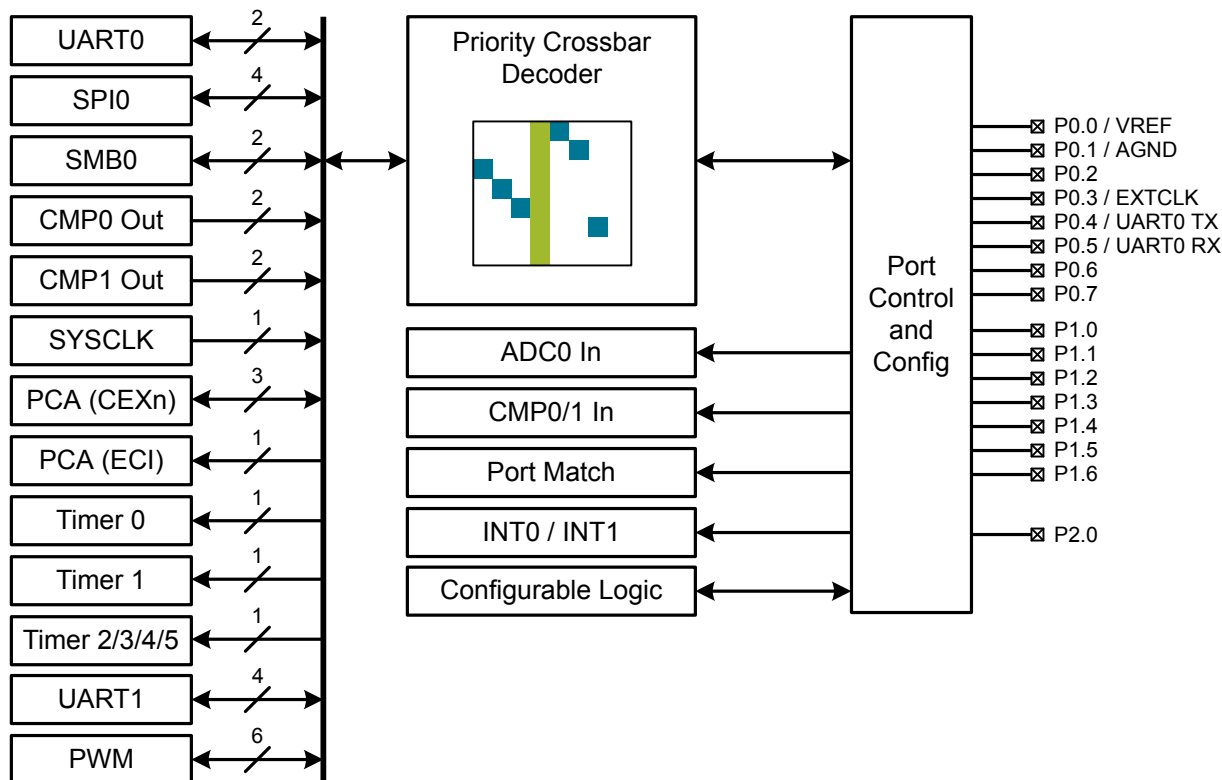 UART0
2
SPI0
4
SMB0
2
CMP0 Out
2
CMP1 Out
2
SYSCLK
1
PCA (CEXn)
3
PCA (ECI)
1
Timer 0
1
Timer 1
1
Timer 2/3/4/5
1
UART1
4
PWM
6
Priority Crossbar
Decoder
ADC0 In
CMP0/1 In
Port Match
INT0 / INT1
Configurable Logic
Port
Control
and
Config
P0.0 / VREF
P0.1 / AGND
P0.2
P0.3 / EXTCLK
P0.4 / UART0 TX
P0.5 / UART0 RX
P0.6
P0.7
P1.0
P1.1
P1.2
P1.3
P1.4
P1.5
P1.6
P2.0